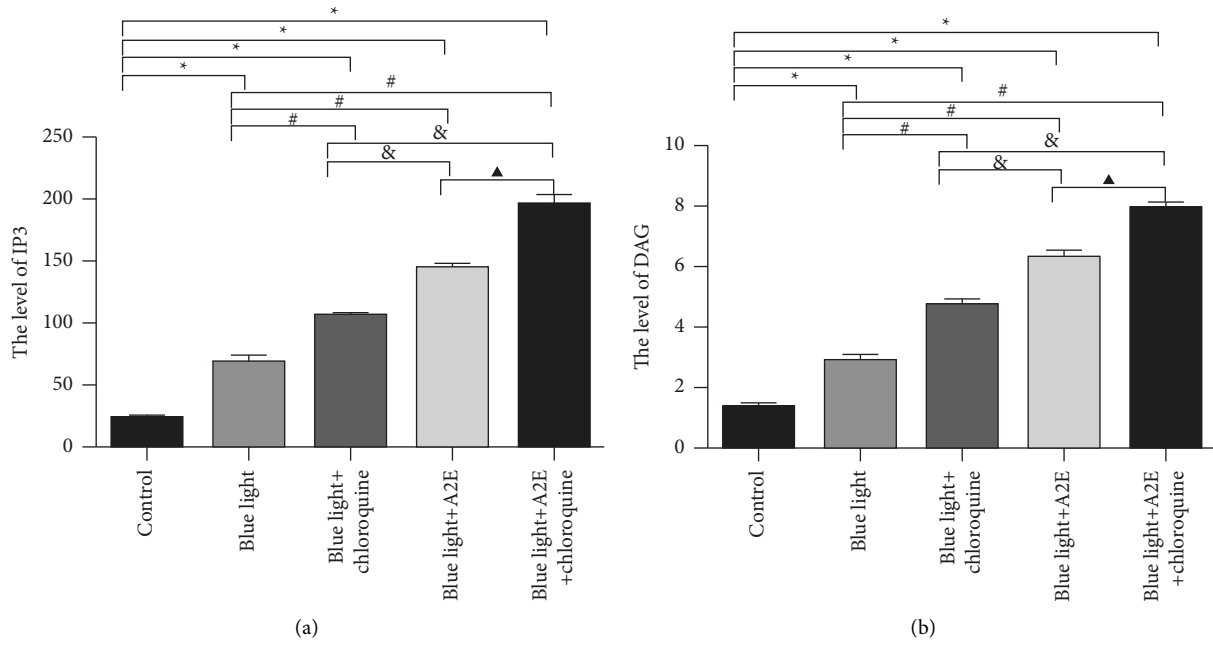 *
*
*
*
#
#
#
&
&
▲
The level of IP3
250
200
150
100
50
0
Control
Blue light
Blue light+
chloroquine
Blue light+A2E
Blue light+A2E
+chloroquine
(a)
*
*
*
*
#
#
#
&
&
▲
The level of DAG
10
8
6
4
2
0
Control
Blue light
Blue light+
chloroquine
Blue light+A2E
Blue light+A2E
+chloroquine
(b)